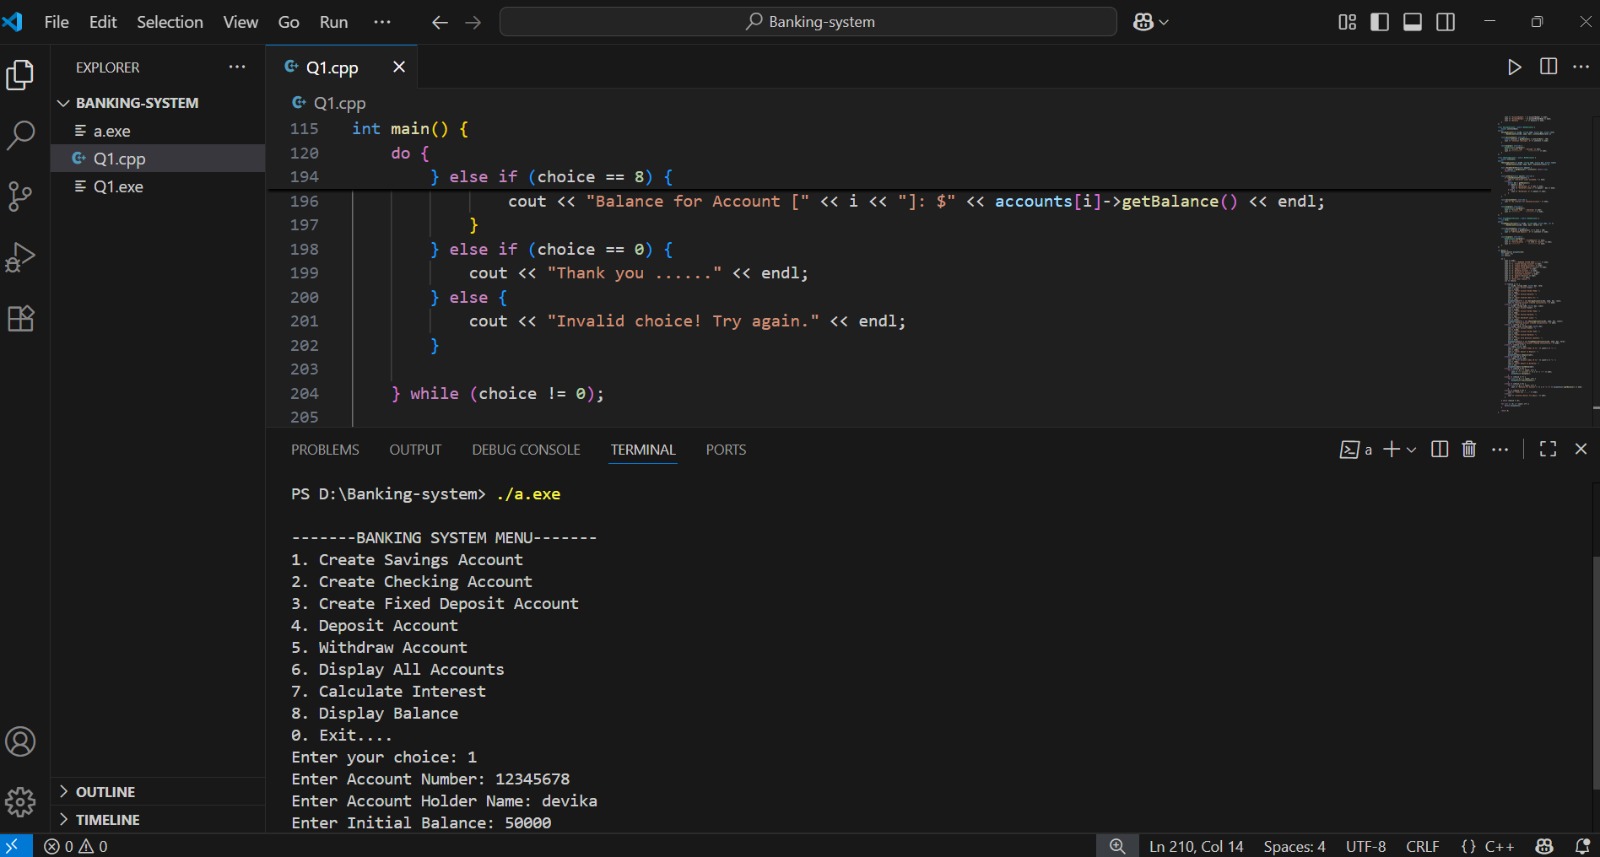 File Edit Selection View Go Run ··· Banking-system
EXPLORER ···
BANKING-SYSTEM
a.exe
Q1.cpp
Q1.exe
OUTLINE
TIMELINE
Q1.cpp
Q1.cpp
115 int main() {
120 do {
194 } else if (choice == 8) {
196 cout << "Balance for Account [" << i << "]: $" << accounts[i]->getBalance() << endl;
197 }
198 } else if (choice == 0) {
199 cout << "Thank you ......" << endl;
200 } else {
201 cout << "Invalid choice! Try again." << endl;
202 }
203
204 } while (choice != 0);
205
PROBLEMS OUTPUT DEBUG CONSOLE TERMINAL PORTS a
PS D:\Banking-system> ./a.exe
-------BANKING SYSTEM MENU-------
1. Create Savings Account
2. Create Checking Account
3. Create Fixed Deposit Account
4. Deposit Account
5. Withdraw Account
6. Display All Accounts
7. Calculate Interest
8. Display Balance
0. Exit....
Enter your choice: 1
Enter Account Number: 12345678
Enter Account Holder Name: devika
Enter Initial Balance: 50000
0 0 Ln 210, Col 14 Spaces: 4 UTF-8 CRLF {} C++